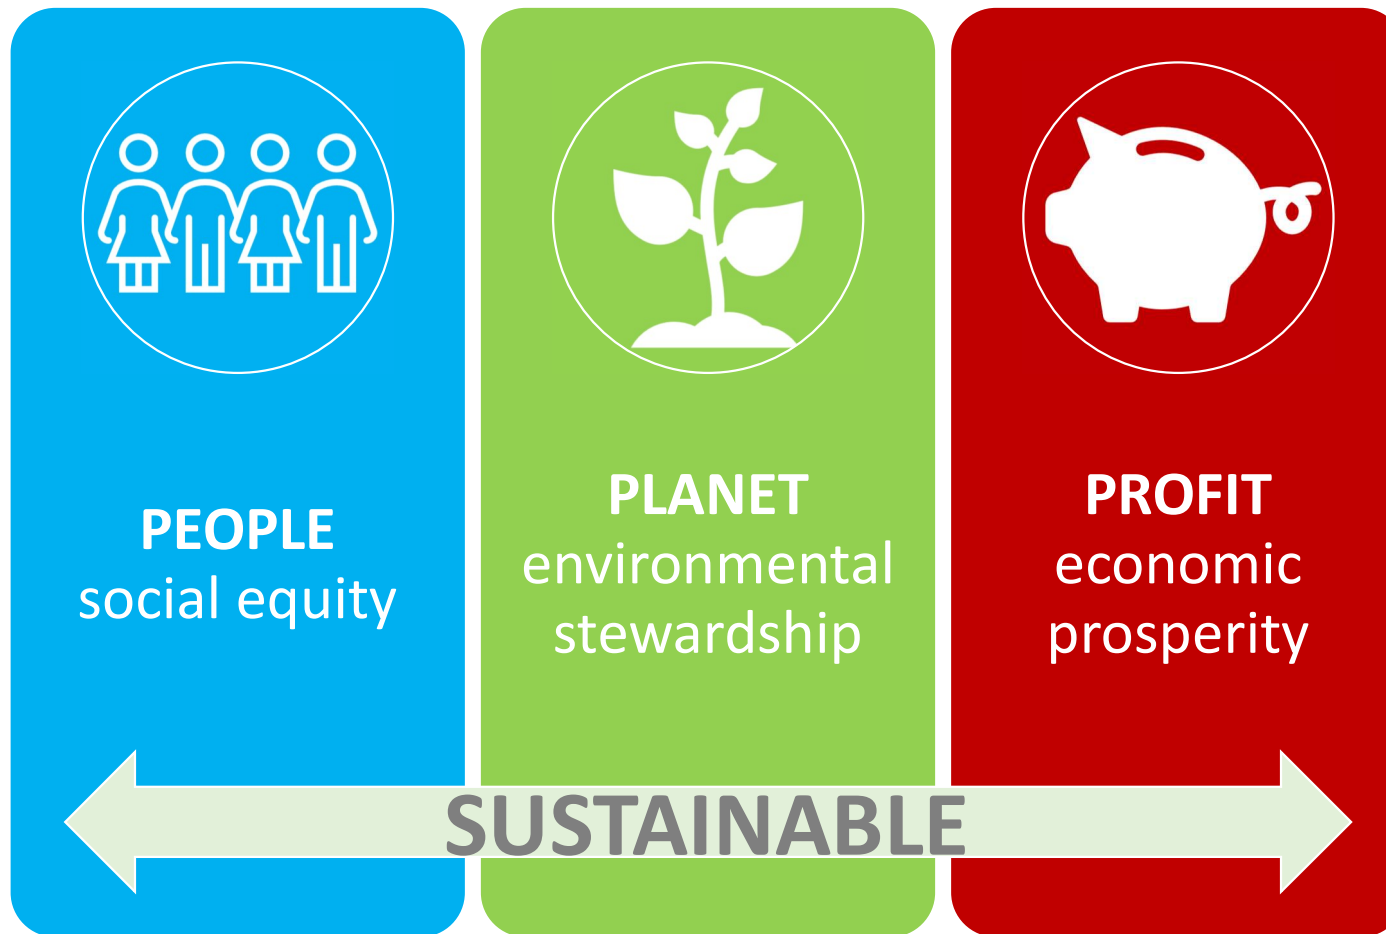 PEOPLE
social equity
PLANET
environmental
stewardship
PROFIT
economic
prosperity
SUSTAINABLE